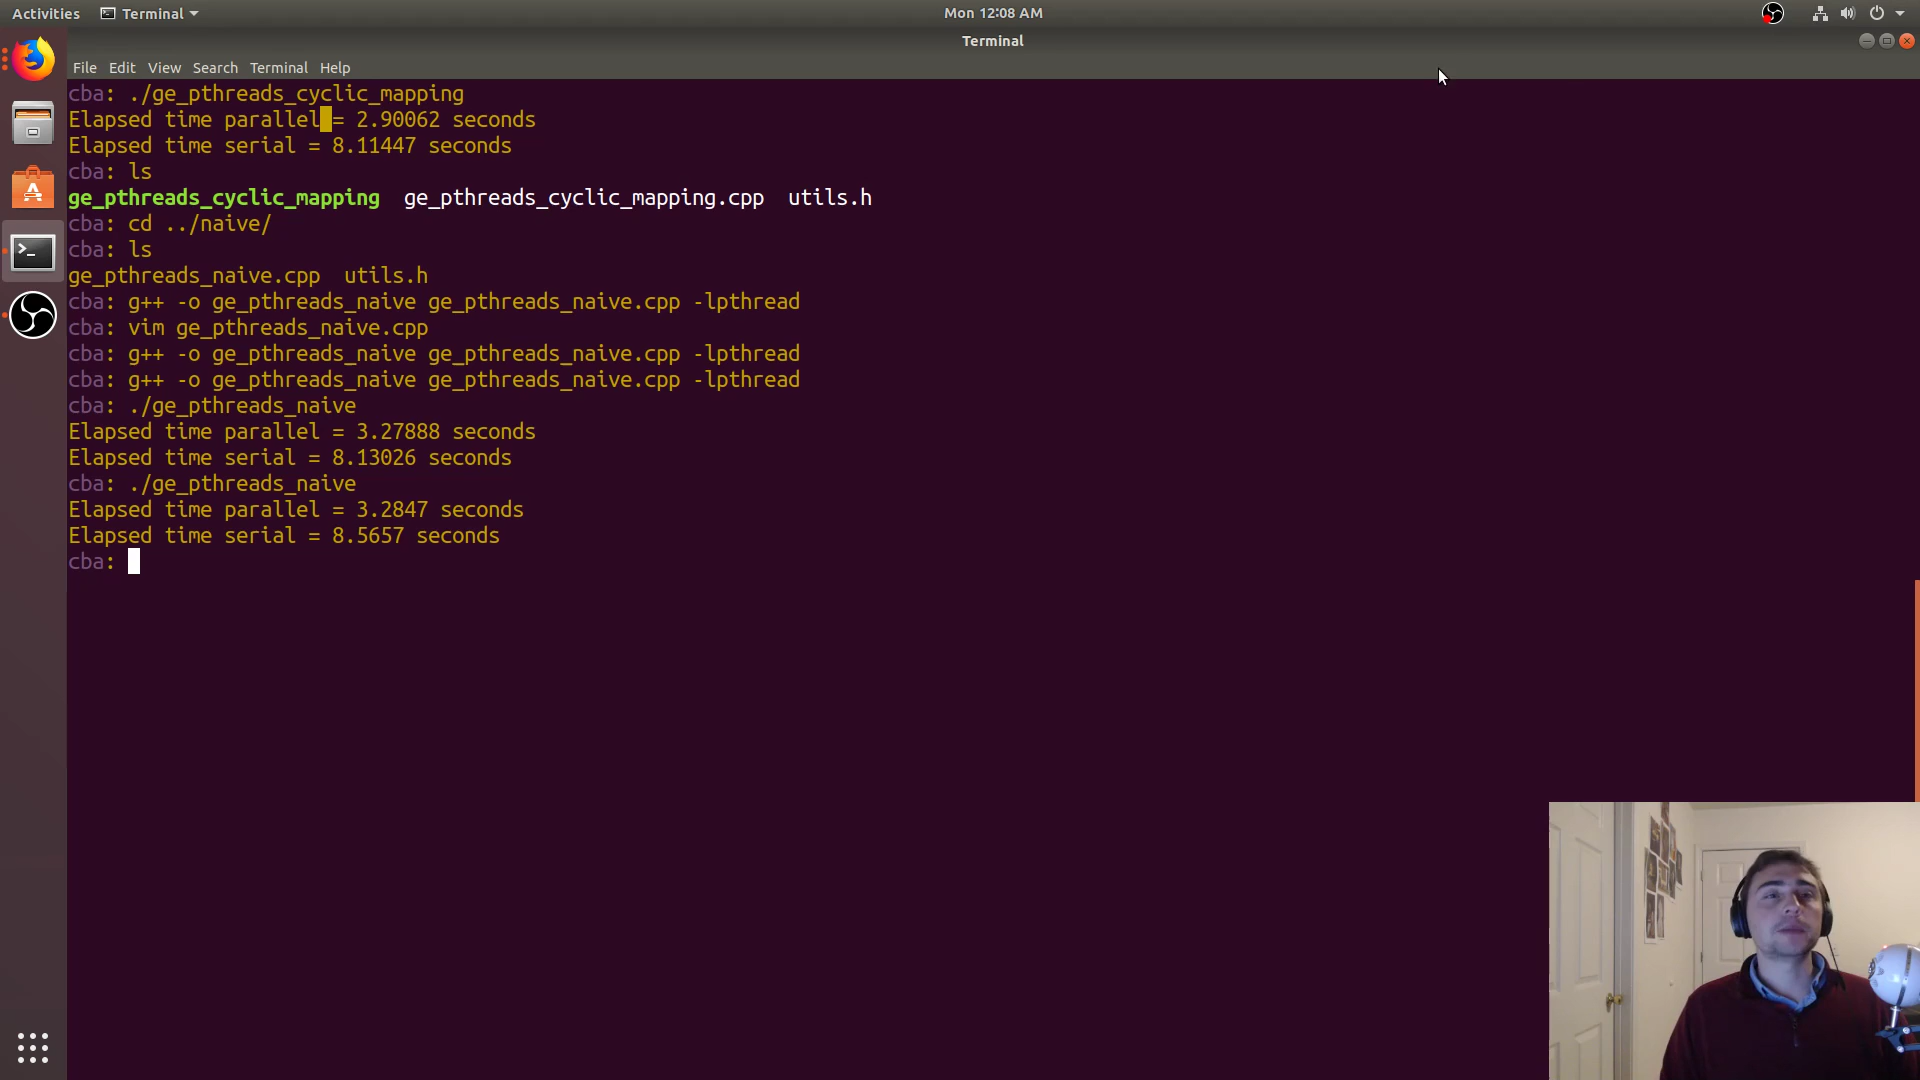 Activities Terminal Mon 12:08 AM
Terminal
File Edit View Search Terminal Help
cba: ./ge_pthreads_cyclic_mapping
Elapsed time parallel = 2.90062 seconds
Elapsed time serial = 8.11447 seconds
cba: ls
ge_pthreads_cyclic_mapping ge_pthreads_cyclic_mapping.cpp utils.h
cba: cd ../naive/
cba: ls
ge_pthreads_naive.cpp utils.h
cba: g++ -o ge_pthreads_naive ge_pthreads_naive.cpp -lpthread
cba: vim ge_pthreads_naive.cpp
cba: g++ -o ge_pthreads_naive ge_pthreads_naive.cpp -lpthread
cba: g++ -o ge_pthreads_naive ge_pthreads_naive.cpp -lpthread
cba: ./ge_pthreads_naive
Elapsed time parallel = 3.27888 seconds
Elapsed time serial = 8.13026 seconds
cba: ./ge_pthreads_naive
Elapsed time parallel = 3.2847 seconds
Elapsed time serial = 8.5657 seconds
cba: